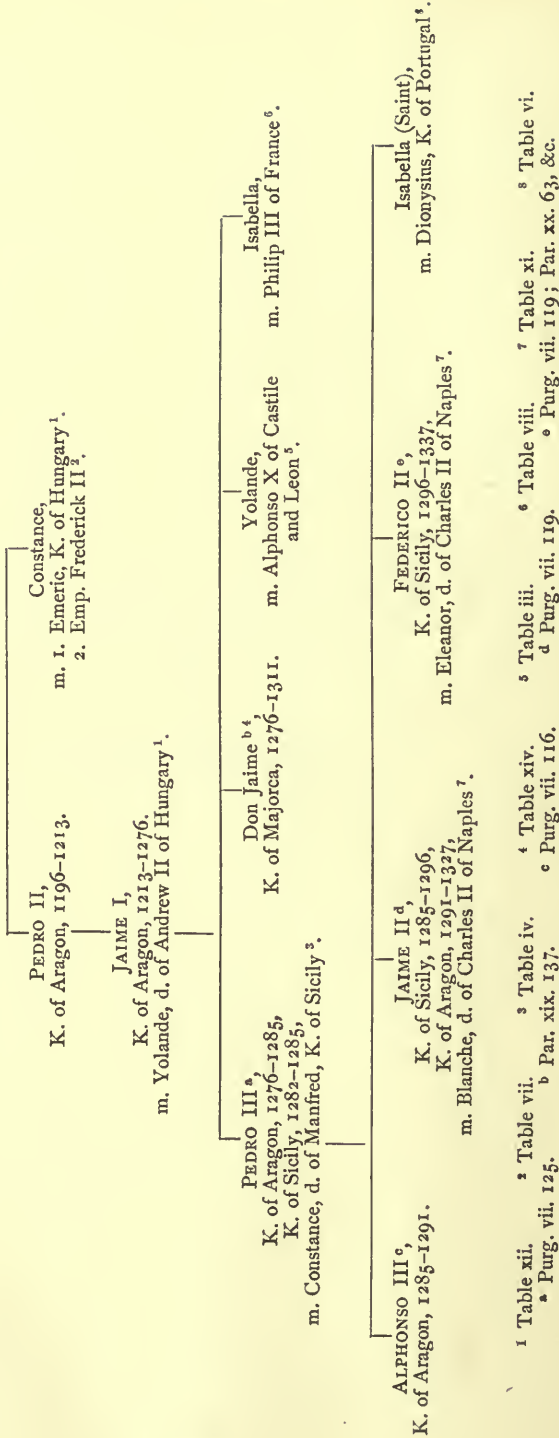 PEDRO II,
K. of Aragon, 1196-1213.
Constance,
m. 1. Emeric, K. of Hungary ¹.
2. Emp. Frederick II ².
JAIME I,
K. of Aragon, 1213-1276.
m. Yolande, d. of Andrew II of Hungary ¹.
PEDRO III ᵃ,
K. of Aragon, 1276-1285,
K. of Sicily, 1282-1285,
m. Constance, d. of Manfred, K. of Sicily ³.
Don Jaime ᵇ ⁴,
K. of Majorca, 1276-1311.
Yolande,
m. Alphonso X of Castile
and Leon ⁵.
Isabella,
m. Philip III of France ⁶.
ALPHONSO III ᶜ,
K. of Aragon, 1285-1291.
JAIME II ᵈ,
K. of Sicily, 1285-1296,
K. of Aragon, 1291-1327,
m. Blanche, d. of Charles II of Naples ⁷.
FEDERICO II ᵉ,
K. of Sicily, 1296-1337,
m. Eleanor, d. of Charles II of Naples ⁷.
Isabella (Saint),
m. Dionysius, K. of Portugal ⁸.
¹ Table xii. ² Table vii. ³ Table iv. ⁴ Table xiv. ⁵ Table iii. ⁶ Table viii. ⁷ Table xi. ⁸ Table vi.
ᵃ Purg. vii. 125. ᵇ Par. xix. 137. ᶜ Purg. vii. 116. ᵈ Purg. vii. 119. ᵉ Purg. vii. 119; Par. xx. 63, &c.